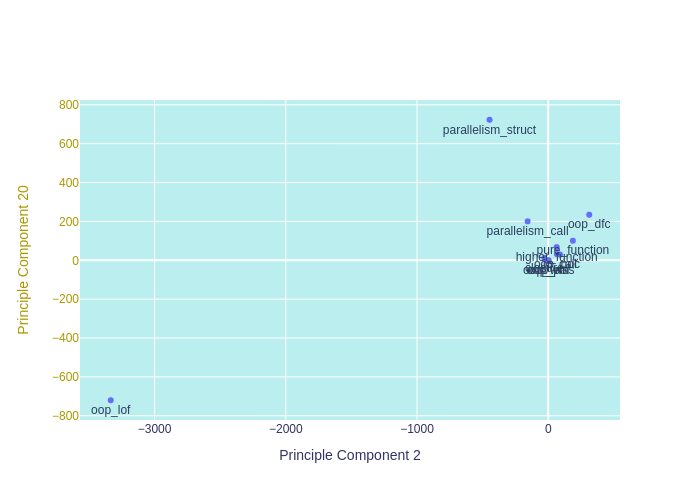 800
600
400
200
0
−200
−400
−600
−800
Principle Component 20
parallelism_struct
oop_dfc
parallelism_call
pure_function
oop_lof
−3000
−2000
−1000
0
Principle Component 2